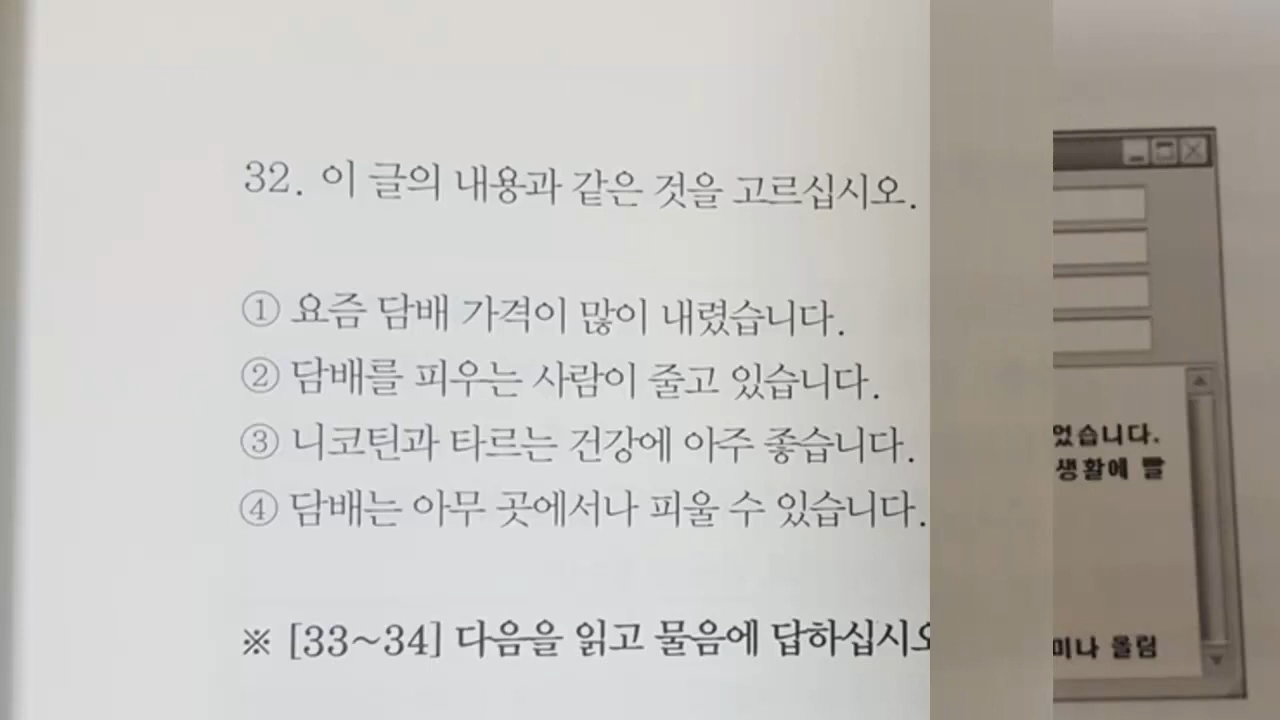 32. 이 글의 내용과 같은 것을 고르십시오.
① 요즘 담배 가격이 많이 내렸습니다.
② 담배를 피우는 사람이 줄고 있습니다.
③ 니코틴과 타르는 건강에 아주 좋습니다.
④ 담배는 아무 곳에서나 피울 수 있습니다.
※ [33~34] 다음을 읽고 물음에 답하십시오
었습니다.
생활에 빨
미나 올림